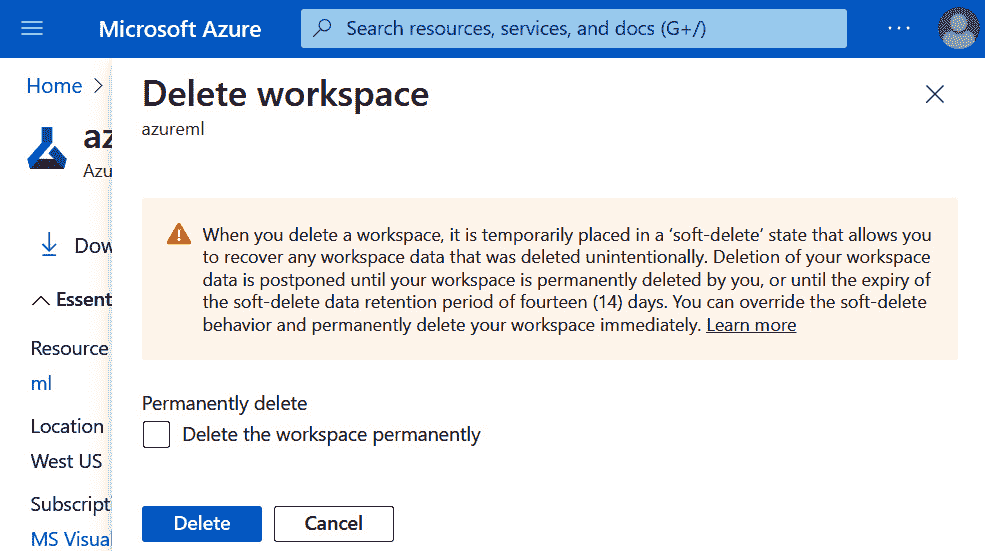 Microsoft Azure
Search resources, services, and docs (G+/)
Home
az
Azu
Dow
Essent
Resource
ml
Location
West US
Subscript
MS Visua
Delete workspace
azureml
When you delete a workspace, it is temporarily placed in a ‘soft-delete’ state that allows you
to recover any workspace data that was deleted unintentionally. Deletion of your workspace
data is postponed until your workspace is permanently deleted by you, or until the expiry of
the soft-delete data retention period of fourteen (14) days. You can override the soft-delete
behavior and permanently delete your workspace immediately. Learn more
Permanently delete
Delete the workspace permanently
Delete
Cancel